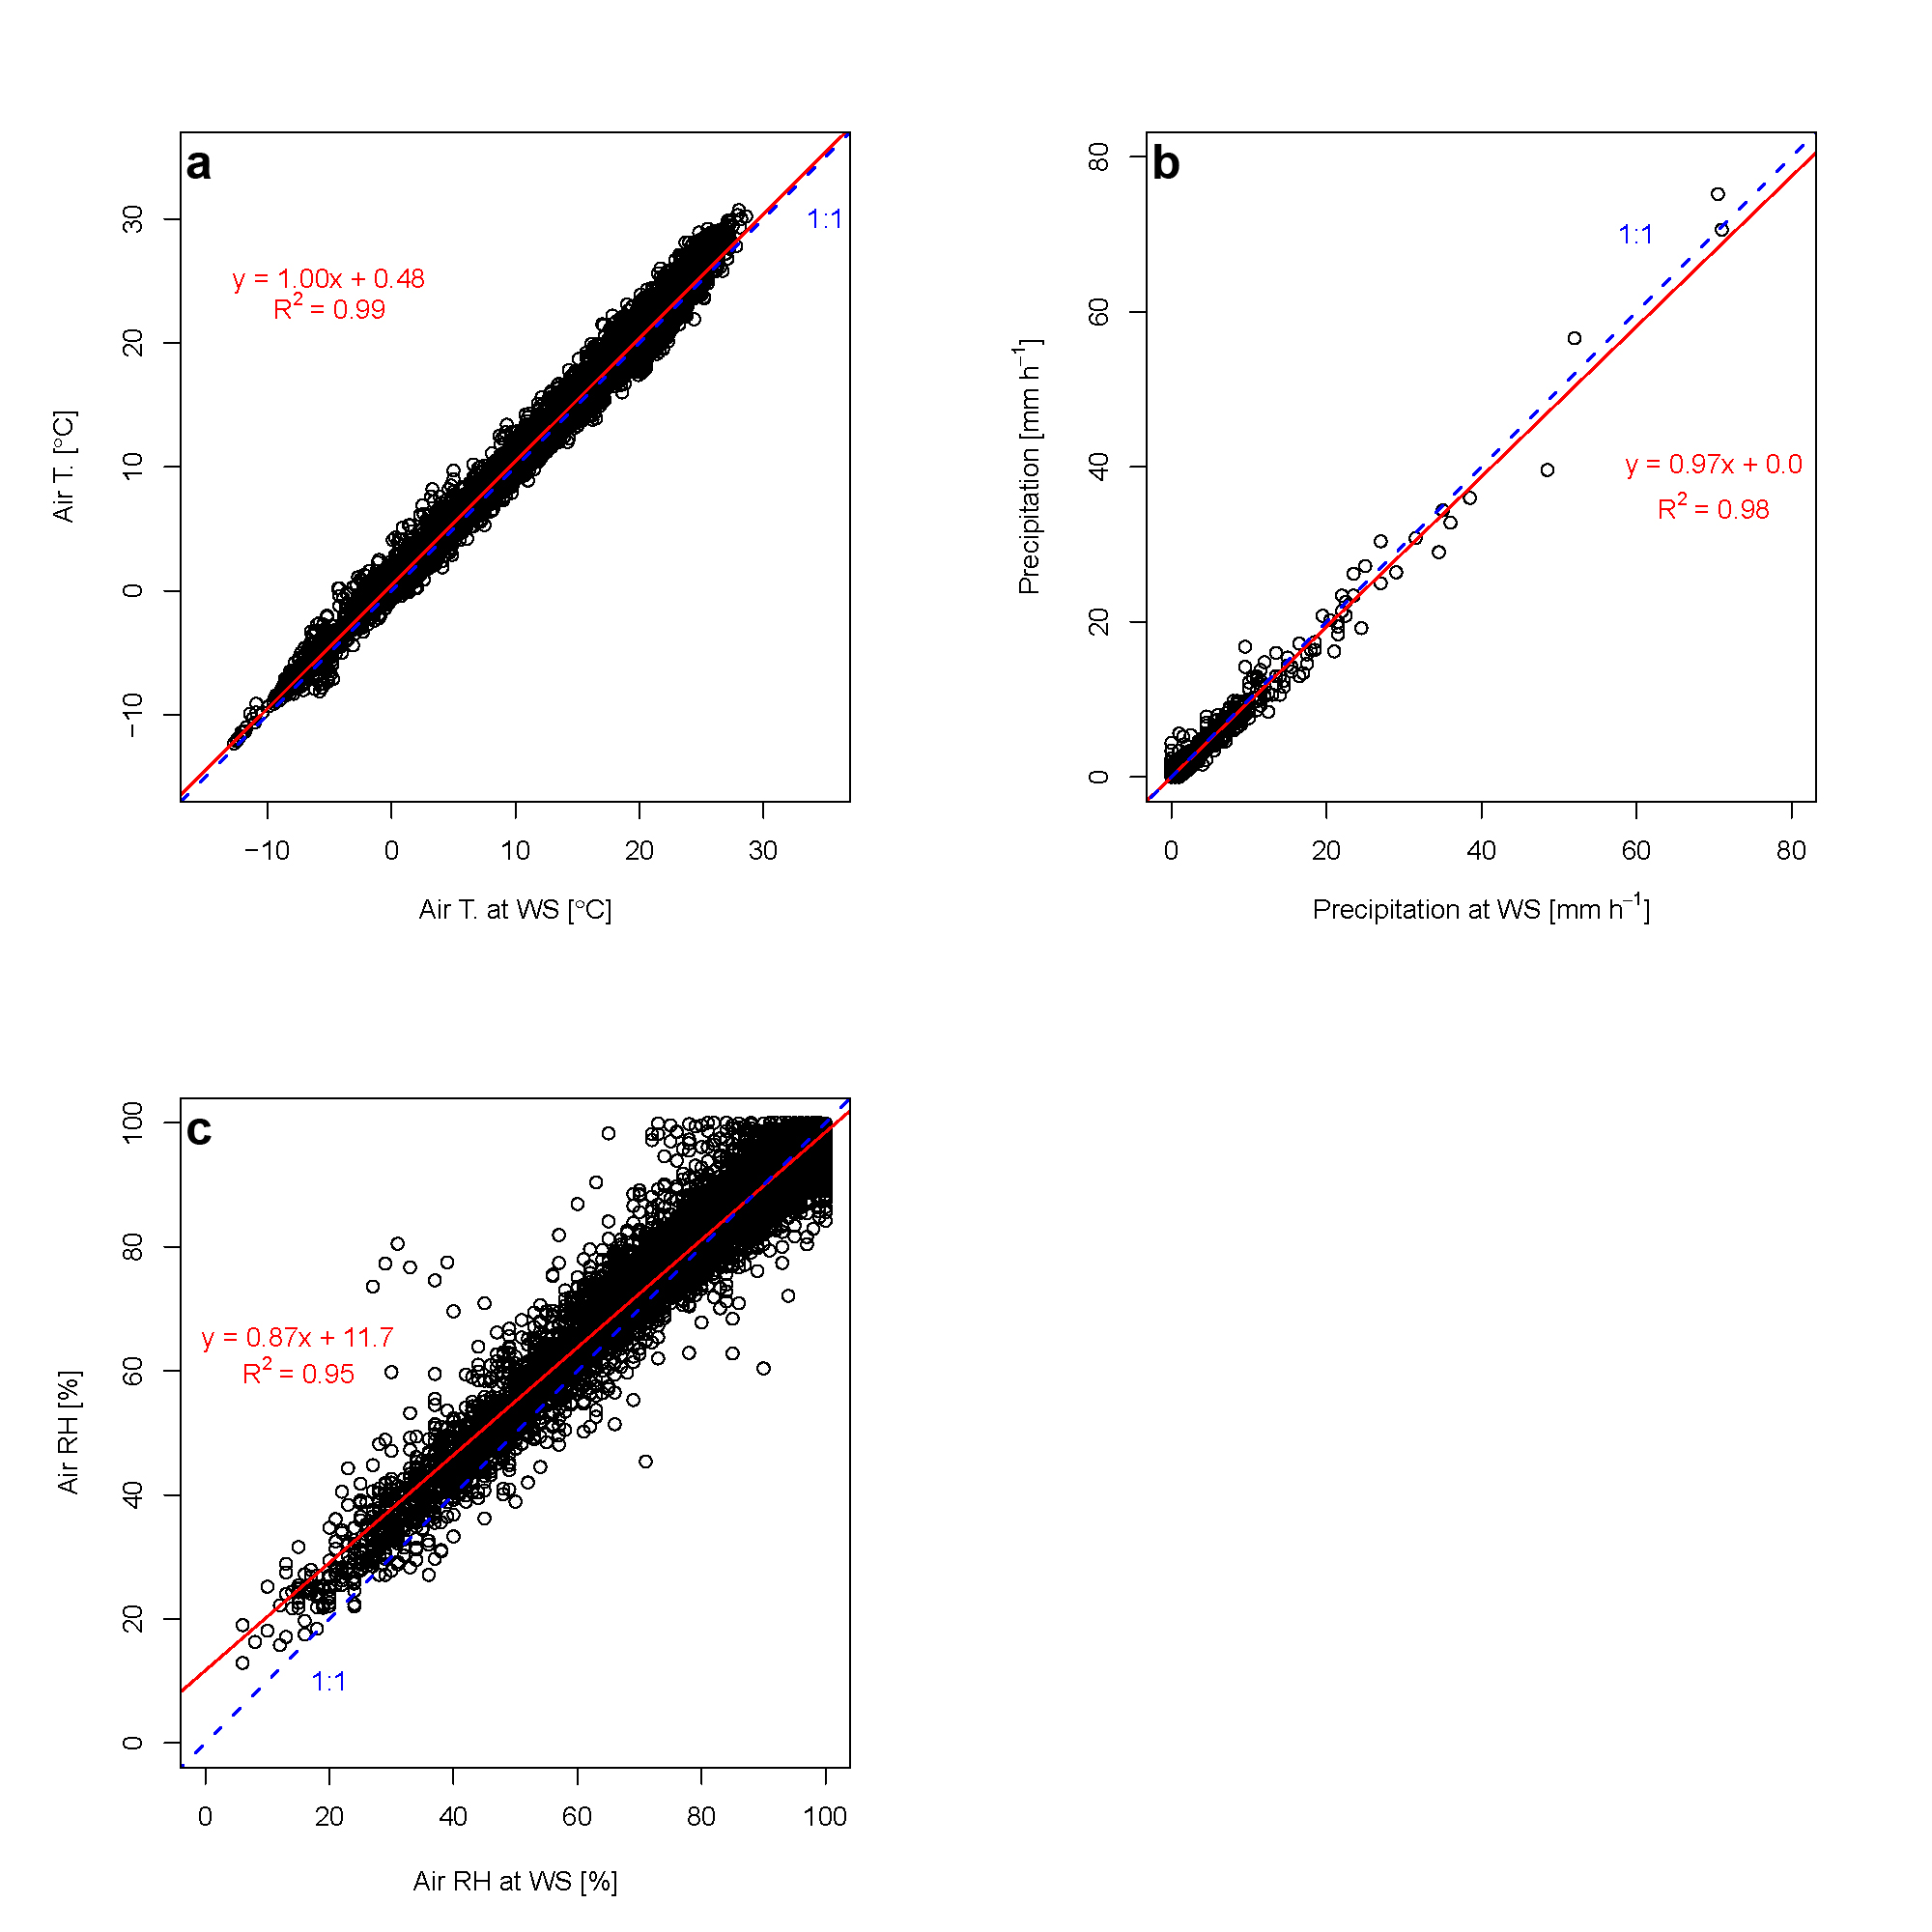 a
1:1
y = 1.00x + 0.48
R² = 0.99
30
20
10
0
−10
Air T. [°C]
−10 0 10 20 30
Air T. at WS [°C]
b
1:1
y = 0.97x + 0.0
R² = 0.98
80
60
40
20
0
Precipitation [mm h⁻¹]
0 20 40 60 80
Precipitation at WS [mm h⁻¹]
c
y = 0.87x + 11.7
R² = 0.95
1:1
100
80
60
40
20
0
Air RH [%]
0 20 40 60 80 100
Air RH at WS [%]